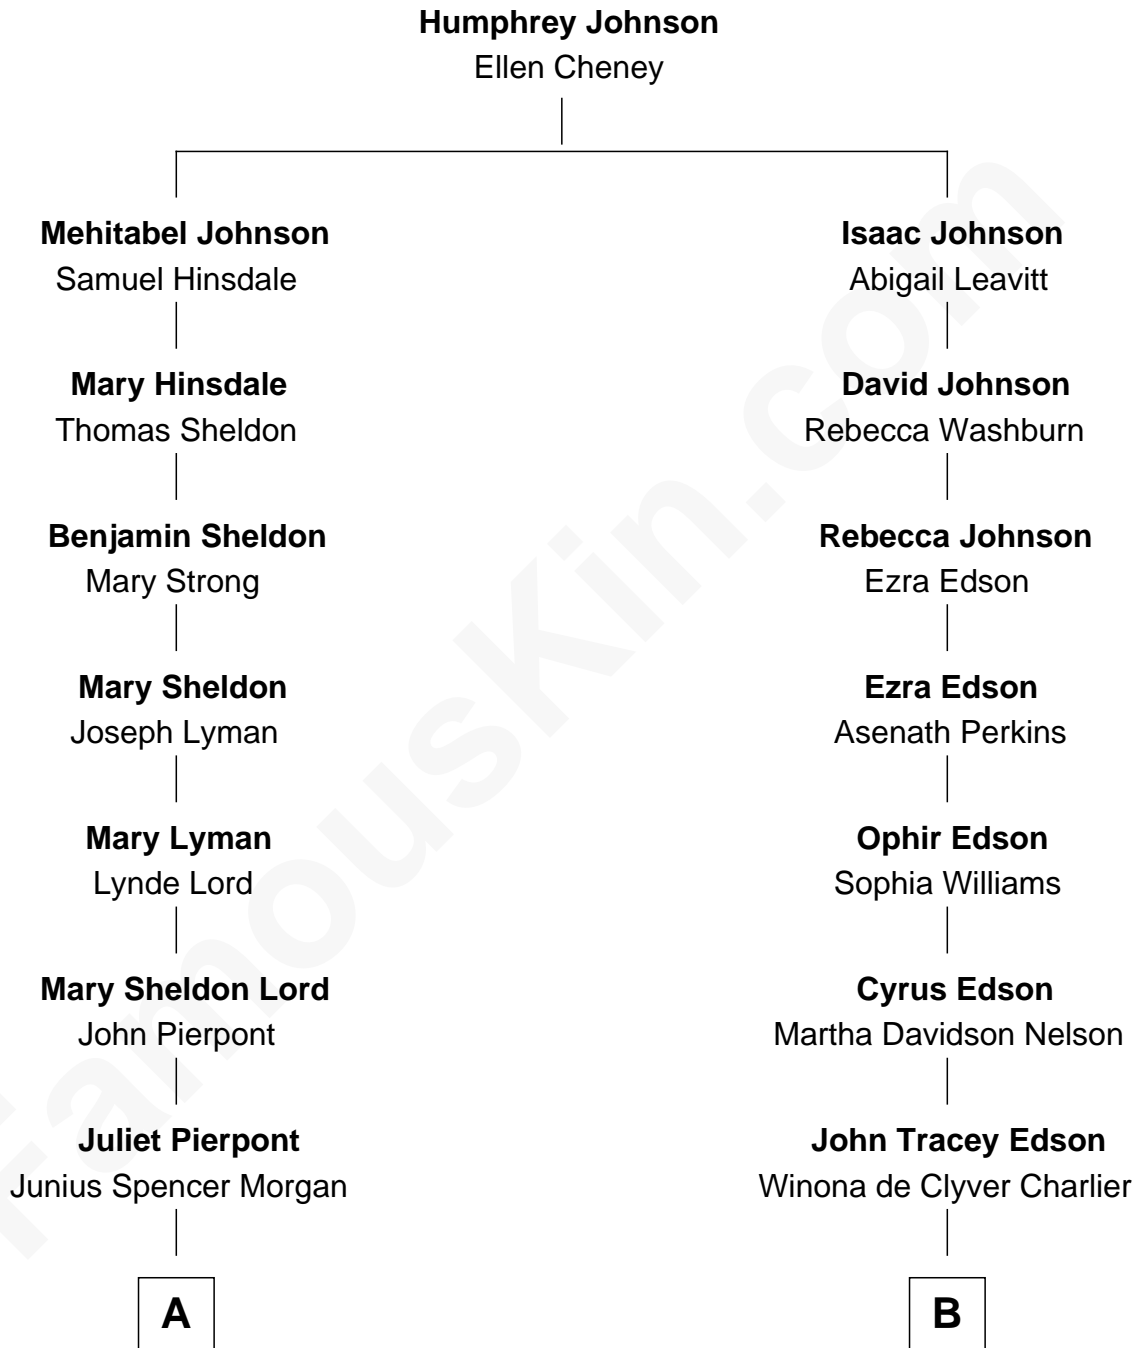 Humphrey Johnson
Ellen Cheney
Mehitabel Johnson
Samuel Hinsdale
Isaac Johnson
Abigail Leavitt
Mary Hinsdale
Thomas Sheldon
David Johnson
Rebecca Washburn
Benjamin Sheldon
Mary Strong
Rebecca Johnson
Ezra Edson
Mary Sheldon
Joseph Lyman
Ezra Edson
Asenath Perkins
Mary Lyman
Lynde Lord
Ophir Edson
Sophia Williams
Mary Sheldon Lord
John Pierpont
Cyrus Edson
Martha Davidson Nelson
Juliet Pierpont
Junius Spencer Morgan
John Tracey Edson
Winona de Clyver Charlier
A
B
FamousKin.com